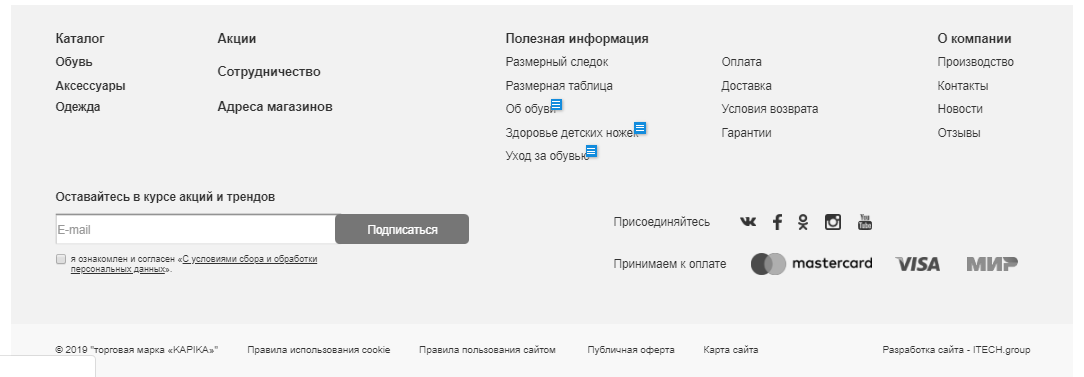 Каталог
Обувь
Аксессуары
Одежда
Акции
Сотрудничество
Адреса магазинов
Полезная информация
Размерный следок
Размерная таблица
Об обуви
Здоровье детских ножек
Уход за обувью
Оплата
Доставка
Условия возврата
Гарантии
О компании
Производство
Контакты
Новости
Отзывы
Оставайтесь в курсе акций и трендов
E-mail
Подписаться
я ознакомлен и согласен «С условиями сбора и обработки
персональных данных».
Присоединяйтесь
You
Tube
Принимаем к оплате
mastercard
VISA
МИР
© 2019 "торговая марка «KAPIKA»"
Правила использования cookie
Правила пользования сайтом
Публичная оферта
Карта сайта
Разработка сайта - ITECH.group